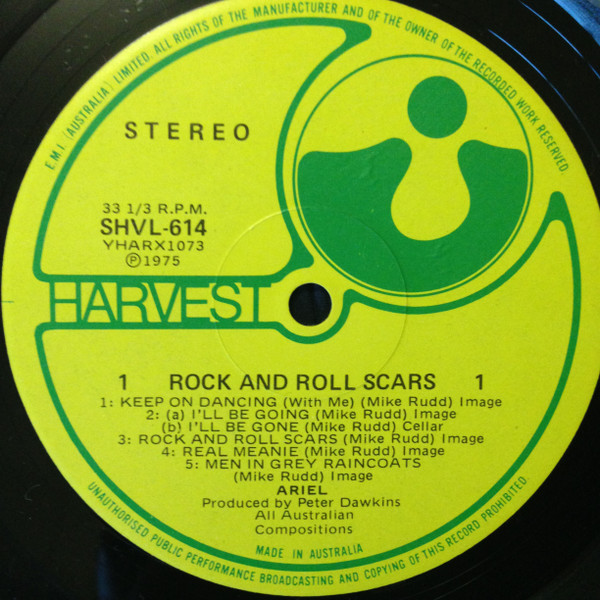 E.M.I. (AUSTRALIA) LIMITED. ALL RIGHTS OF THE MANUFACTURER AND OF THE OWNER OF THE RECORDED WORK RESERVED.
STEREO
33 1/3 R.P.M.
SHVL-614
YHARX1073
Ⓟ1975
HARVEST
1 ROCK AND ROLL SCARS 1
1: KEEP ON DANCING (With Me) (Mike Rudd) Image
2: (a) I'LL BE GOING (Mike Rudd) Image
(b) I'LL BE GONE (Mike Rudd) Cellar
3: ROCK AND ROLL SCARS (Mike Rudd) Image
4: REAL MEANIE (Mike Rudd) Image
5: MEN IN GREY RAINCOATS
(Mike Rudd) Image
ARIEL
Produced by Peter Dawkins
All Australian
Compositions
MADE IN AUSTRALIA
UNAUTHORISED PUBLIC PERFORMANCE BROADCASTING AND COPYING OF THIS RECORD PROHIBITED.